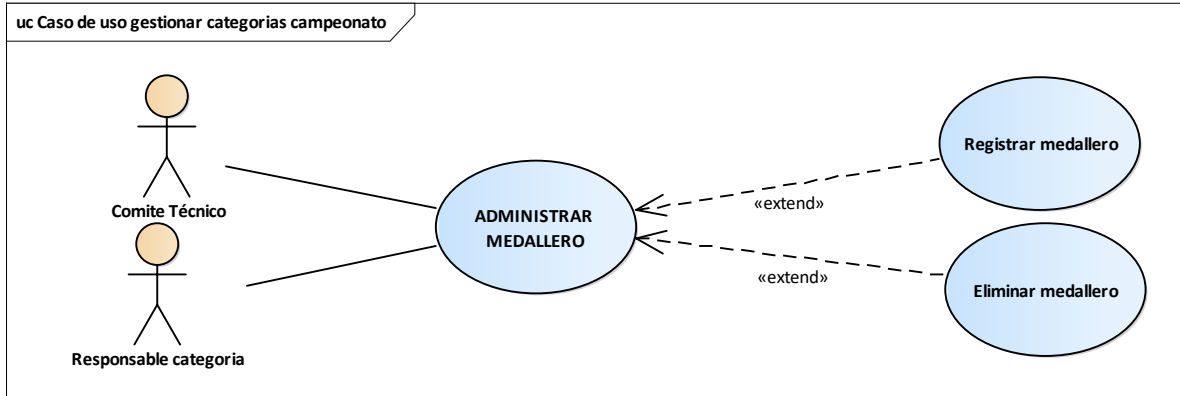 uc Caso de uso gestionar categorias campeonato
Comite Técnico
Responsable categoria
ADMINISTRAR
MEDALLERO
«extend»
«extend»
Registrar medallero
Eliminar medallero